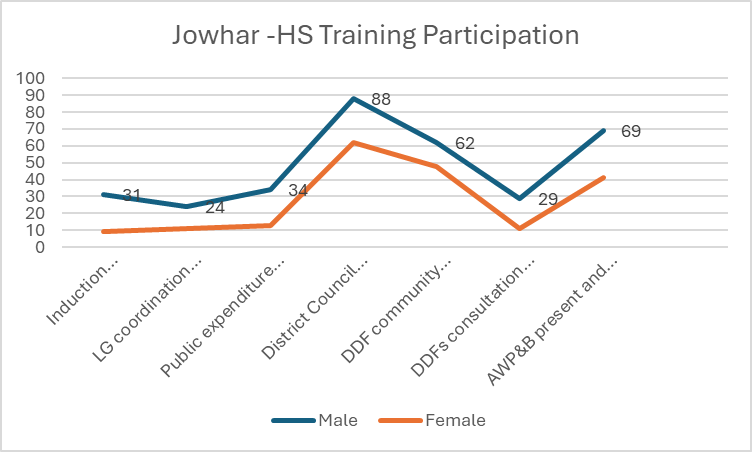 Jowhar -HS Training Participation
100
90
80
70
60
50
40
30
20
10
0
31
24
34
88
62
29
69
Induction...
LG coordination...
Public expenditure...
District Council...
DDF community...
DDFs consultation...
AWP&B present and...
Male
Female